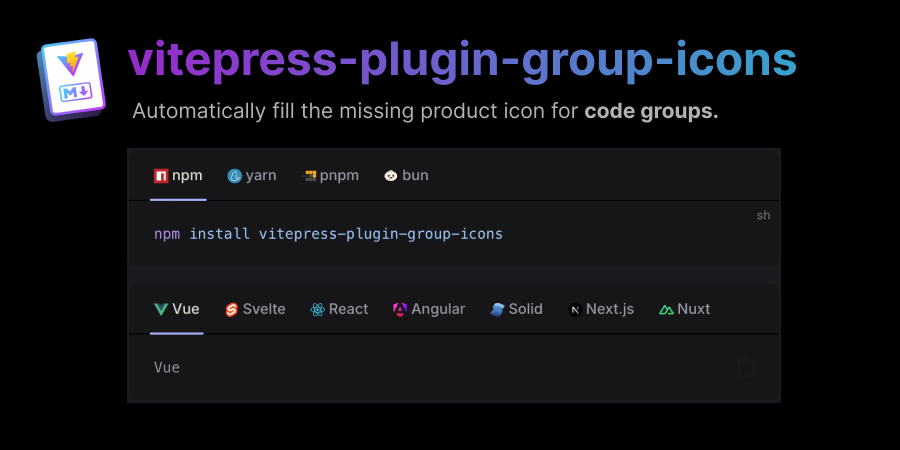 vitepress-plugin-group-icons
M
Automatically fill the missing product icon for code groups.
npm yarn pnpm bun
sh
npm install vitepress-plugin-group-icons
Vue Svelte React Angular Solid N Next.js Nuxt
Vue